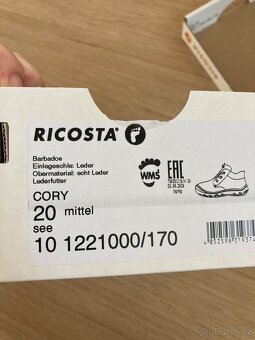 RICOSTA
Barbados
Einlegesohle: Leder
Obermaterial: echt Leder
Lederfutter
WMS
EAC
CORY
20 mittel
see
10 1221000/170